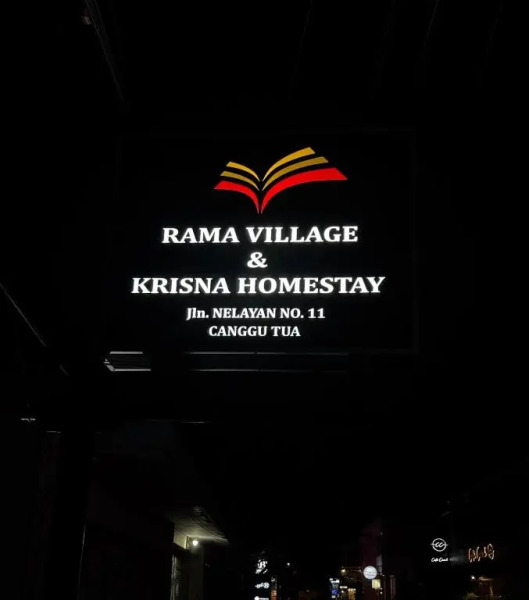 RAMA VILLAGE
&
KRISNA HOMESTAY
Jln. NELAYAN NO. 11
CANGGU TUA